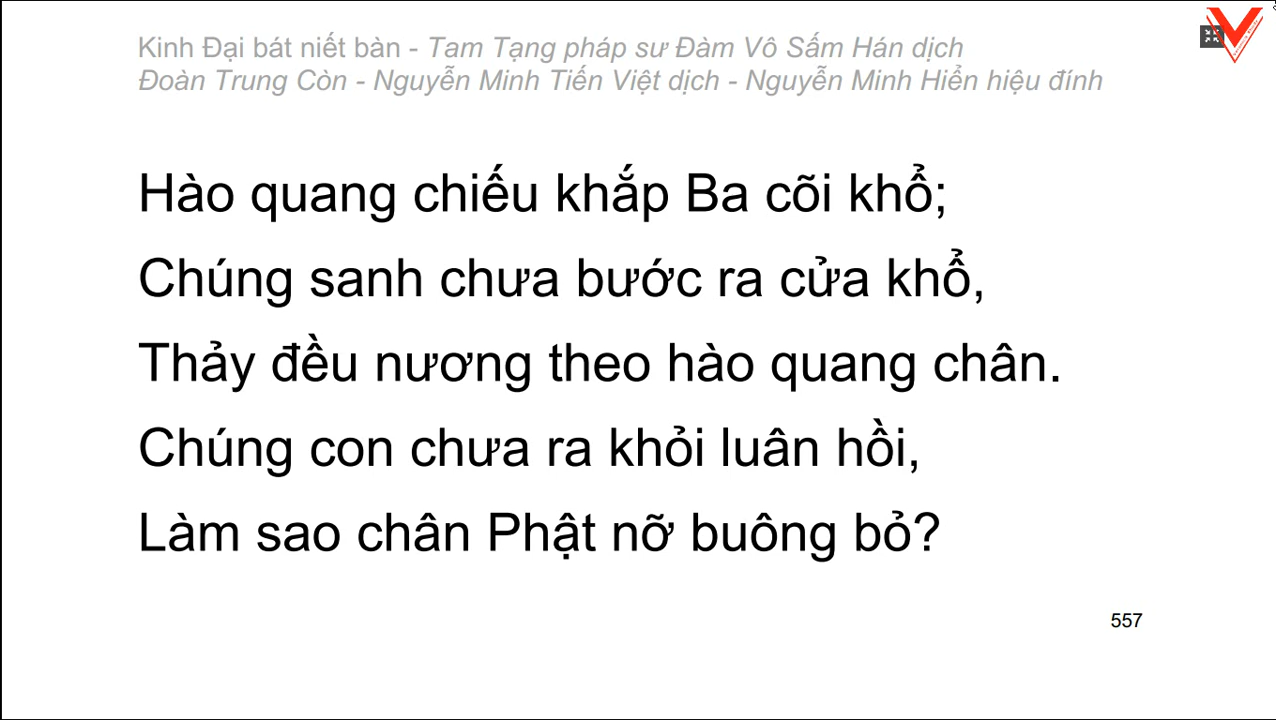 Kinh Đại bát niết bàn - Tam Tạng pháp sư Đàm Vô Sấm Hán dịch
Đoàn Trung Còn - Nguyễn Minh Tiến Việt dịch - Nguyễn Minh Hiển hiệu đính
Hào quang chiếu khắp Ba cõi khổ;
Chúng sanh chưa bước ra cửa khổ,
Thảy đều nương theo hào quang chân.
Chúng con chưa ra khỏi luân hồi,
Làm sao chân Phật nỡ buông bỏ?
557